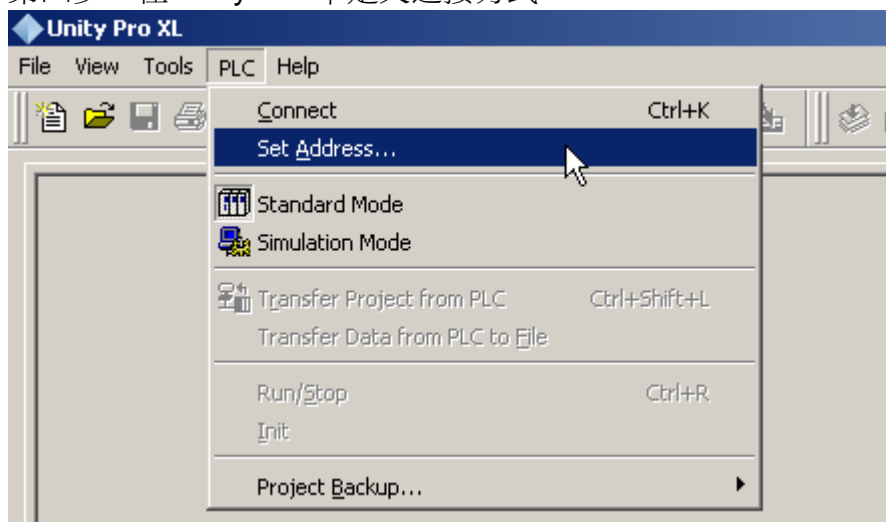 Unity Pro XL
File View Tools PLC Help
Connect Ctrl+K
Set Address...
Standard Mode
Simulation Mode
Transfer Project from PLC Ctrl+Shift+L
Transfer Data from PLC to File
Run/Stop Ctrl+R
Init
Project Backup...